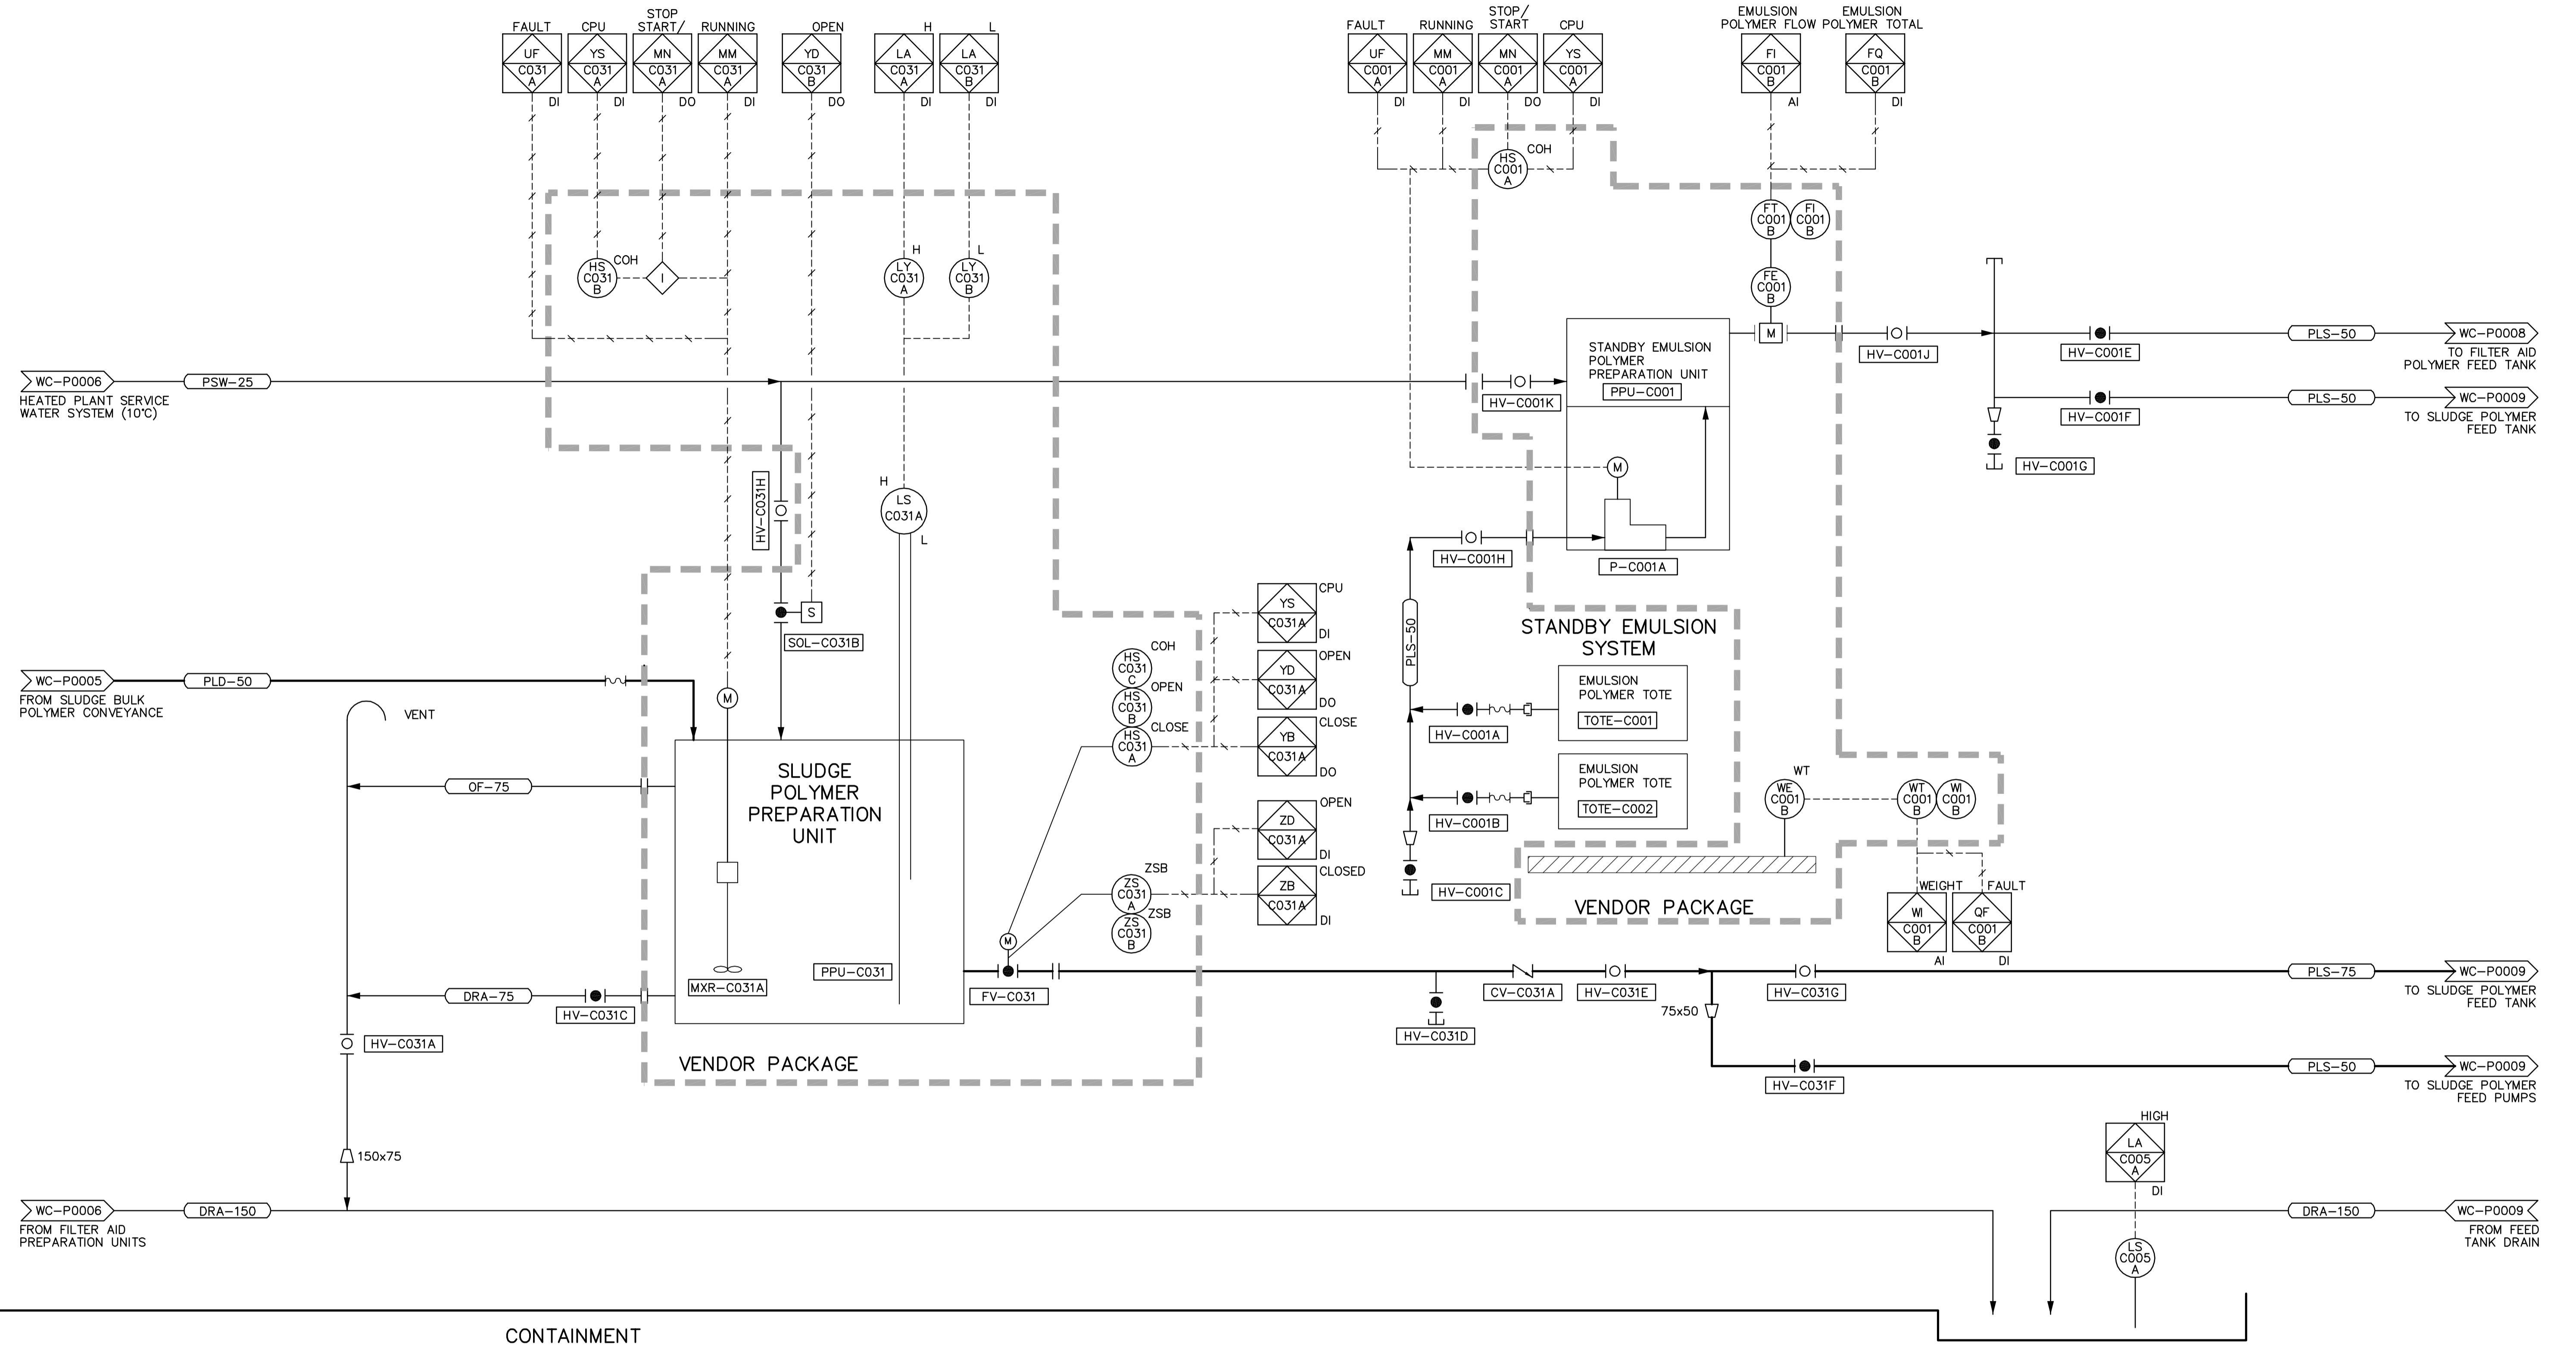 FAULT
UF
C031
A
DI
CPU
YS
C031
A
DI
STOP
START/
MN
C031
A
DO
RUNNING
MM
C031
A
DI
OPEN
YD
C031
B
DO
H
LA
C031
A
DI
L
LA
C031
B
DI
FAULT
UF
C001
A
DI
RUNNING
MM
C001
A
DI
STOP/
START
MN
C001
A
DO
CPU
YS
C001
A
DI
EMULSION
POLYMER FLOW
FI
C001
B
AI
EMULSION
POLYMER TOTAL
FQ
C001
B
DI
HS
C001
A
COH
FT
C001
B
FI
C001
B
FE
C001
B
M
HS
C031
B
COH
I
H
LY
C031
A
L
LY
C031
B
WC-P0006
PSW-25
HEATED PLANT SERVICE
WATER SYSTEM (10°C)
HV-C001K
STANDBY EMULSION
POLYMER
PREPARATION UNIT
PPU-C001
M
P-C001A
HV-C001J
HV-C001E
PLS-50
WC-P0008
TO FILTER AID
POLYMER FEED TANK
HV-C001F
PLS-50
WC-P0009
TO SLUDGE POLYMER
FEED TANK
HV-C001G
HV-C031H
H
LS
C031A
L
S
SOL-C031B
HV-C001H
PLS-50
STANDBY EMULSION
SYSTEM
EMULSION
POLYMER TOTE
TOTE-C001
HV-C001A
EMULSION
POLYMER TOTE
TOTE-C002
HV-C001B
HV-C001C
WT
WE
C001
B
WT
C001
B
WI
C001
B
VENDOR PACKAGE
WEIGHT
WI
C001
B
AI
FAULT
QF
C001
B
DI
WC-P0005
PLD-50
FROM SLUDGE BULK
POLYMER CONVEYANCE
VENT
M
SLUDGE
POLYMER
PREPARATION
UNIT
OF-75
PPU-C031
MXR-C031A
DRA-75
HV-C031C
HV-C031A
VENDOR PACKAGE
COH
HS
C031
C
OPEN
HS
C031
B
CLOSE
HS
C031
A
CPU
YS
C031A
DI
OPEN
YD
C031A
DO
CLOSE
YB
C031A
DO
OPEN
ZD
C031A
DI
CLOSED
ZB
C031A
DI
ZSB
ZS
C031
A
ZSB
ZS
C031
B
M
FV-C031
HV-C031D
CV-C031A
HV-C031E
75x50
HV-C031G
PLS-75
WC-P0009
TO SLUDGE POLYMER
FEED TANK
HV-C031F
PLS-50
WC-P0009
TO SLUDGE POLYMER
FEED PUMPS
150x75
WC-P0006
DRA-150
FROM FILTER AID
PREPARATION UNITS
HIGH
LA
C005
A
DI
LS
C005
A
DRA-150
WC-P0009
FROM FEED
TANK DRAIN
CONTAINMENT